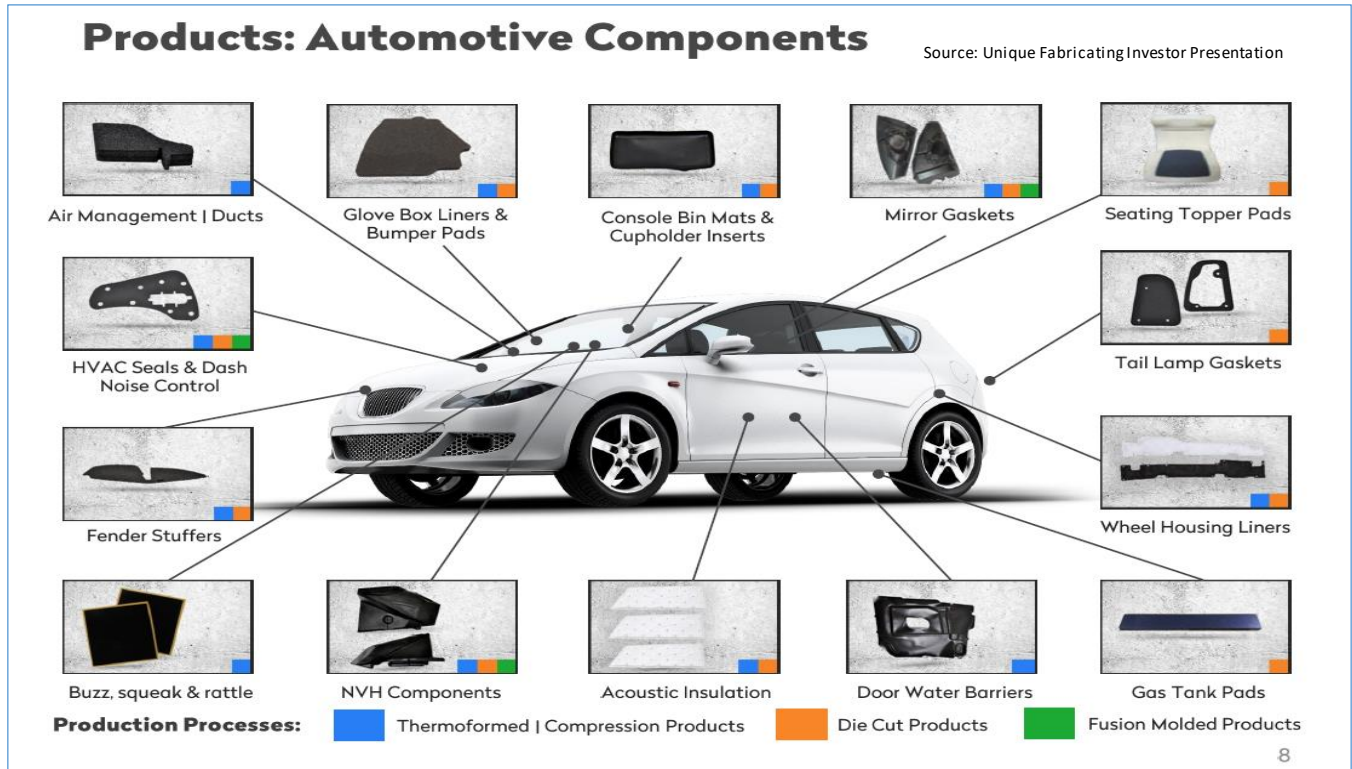 Products: Automotive Components
Source: Unique Fabricating Investor Presentation
Air Management | Ducts
Glove Box Liners &
Bumper Pads
Console Bin Mats &
Cupholder Inserts
Mirror Gaskets
Seating Topper Pads
HVAC Seals & Dash
Noise Control
Tail Lamp Gaskets
Fender Stuffers
Wheel Housing Liners
Buzz, squeak & rattle
NVH Components
Acoustic Insulation
Door Water Barriers
Gas Tank Pads
Production Processes:
Thermoformed | Compression Products
Die Cut Products
Fusion Molded Products
8